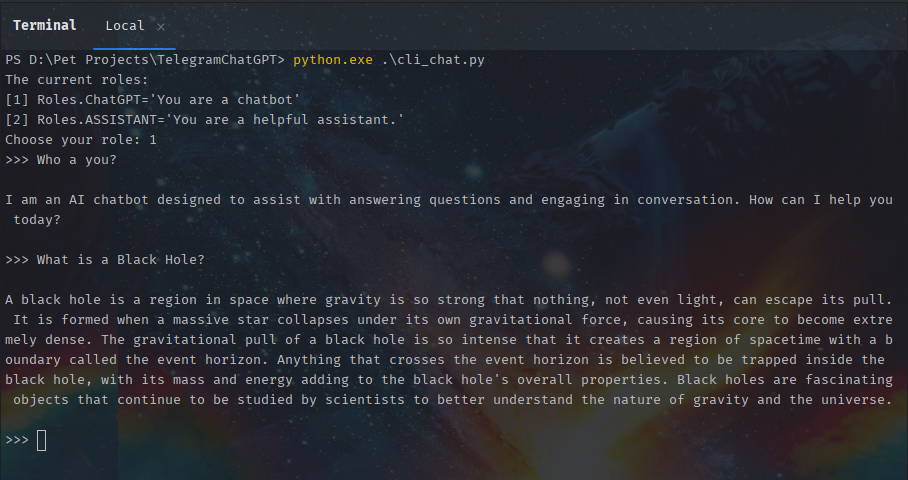 Terminal Local ×
PS D:\Pet Projects\TelegramChatGPT> python.exe .\cli_chat.py
The current roles:
[1] Roles.ChatGPT='You are a chatbot'
[2] Roles.ASSISTANT='You are a helpful assistant.'
Choose your role: 1
>>> Who a you?
I am an AI chatbot designed to assist with answering questions and engaging in conversation. How can I help you
today?
>>> What is a Black Hole?
A black hole is a region in space where gravity is so strong that nothing, not even light, can escape its pull.
It is formed when a massive star collapses under its own gravitational force, causing its core to become extre
mely dense. The gravitational pull of a black hole is so intense that it creates a region of spacetime with a b
oundary called the event horizon. Anything that crosses the event horizon is believed to be trapped inside the
black hole, with its mass and energy adding to the black hole's overall properties. Black holes are fascinating
objects that continue to be studied by scientists to better understand the nature of gravity and the universe.
>>>